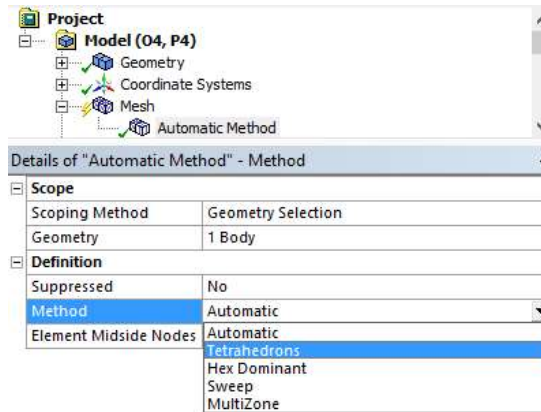 Project
Model (O4, P4)
Geometry
Coordinate Systems
Mesh
Automatic Method
Details of "Automatic Method" - Method
Scope
Scoping Method Geometry Selection
Geometry 1 Body
Definition
Suppressed No
Method Automatic
Element Midside Nodes Automatic
Tetrahedrons
Hex Dominant
Sweep
MultiZone